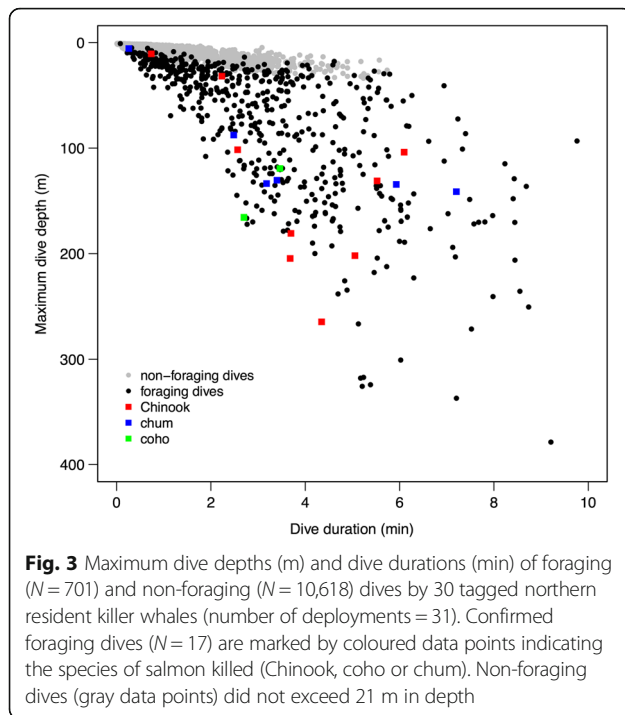 0
100
200
300
400
Maximum dive depth (m)
non-foraging dives
foraging dives
Chinook
chum
coho
0 2 4 6 8 10
Dive duration (min)
Fig. 3 Maximum dive depths (m) and dive durations (min) of foraging
(N = 701) and non-foraging (N = 10,618) dives by 30 tagged northern
resident killer whales (number of deployments = 31). Confirmed
foraging dives (N = 17) are marked by coloured data points indicating
the species of salmon killed (Chinook, coho or chum). Non-foraging
dives (gray data points) did not exceed 21 m in depth